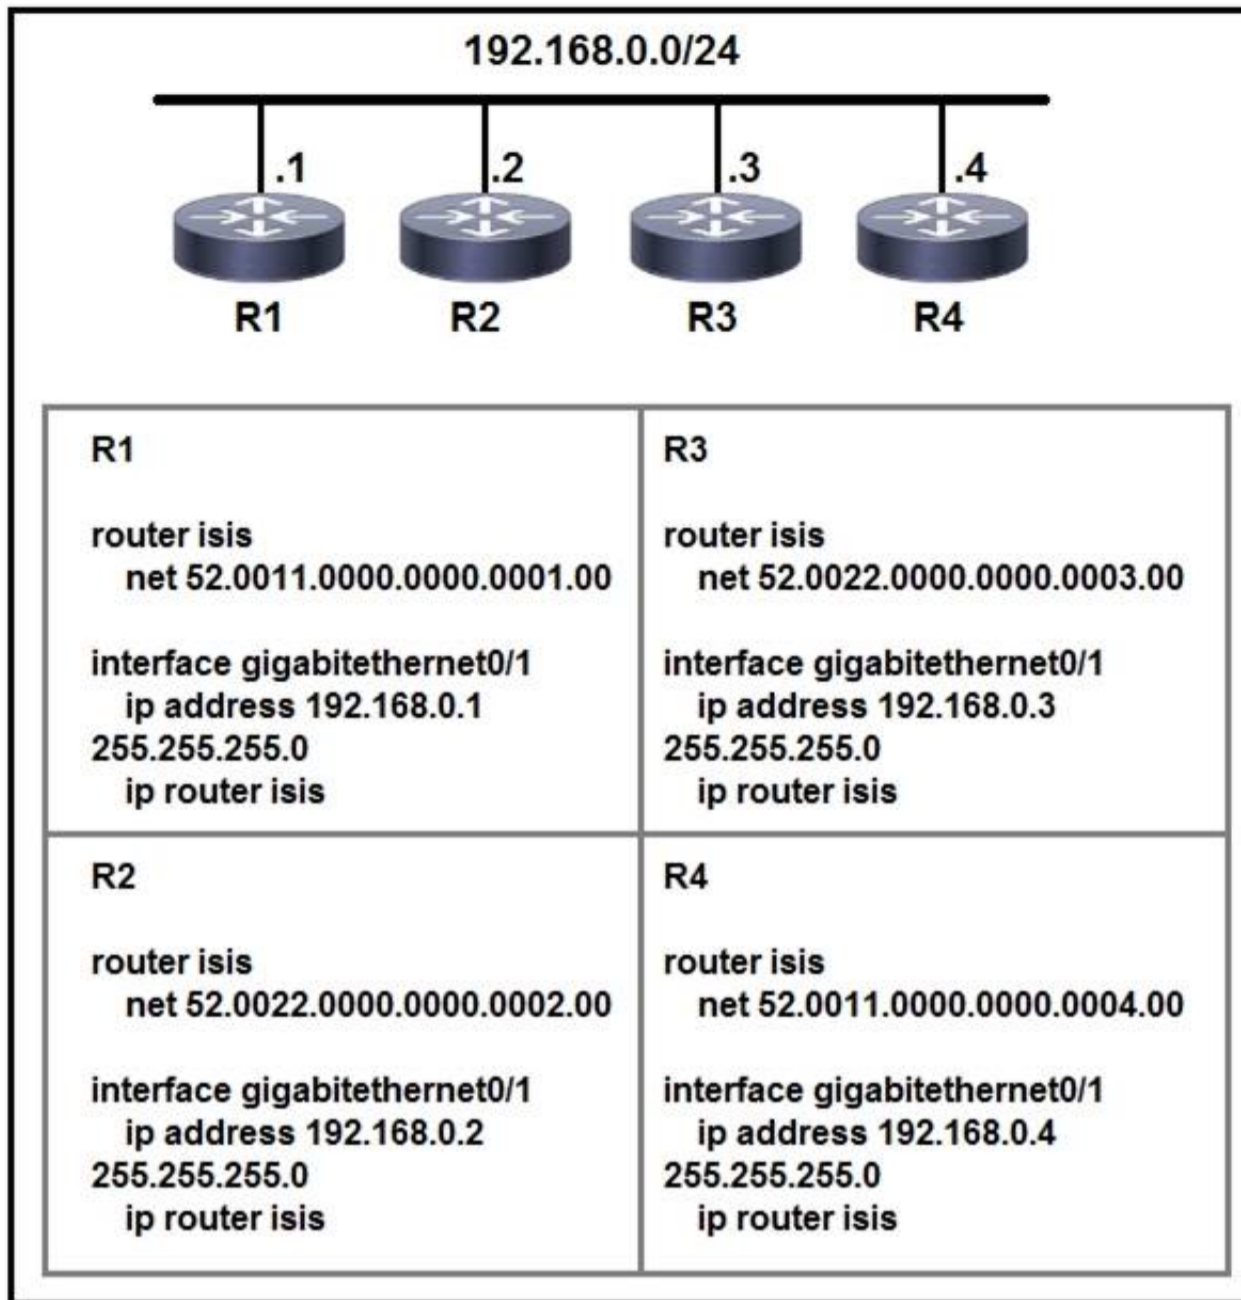 192.168.0.0/24
.1
.2
.3
.4
R1
R2
R3
R4
R1
router isis
net 52.0011.0000.0000.0001.00
interface gigabitethernet0/1
ip address 192.168.0.1
255.255.255.0
ip router isis
R3
router isis
net 52.0022.0000.0000.0003.00
interface gigabitethernet0/1
ip address 192.168.0.3
255.255.255.0
ip router isis
R2
router isis
net 52.0022.0000.0000.0002.00
interface gigabitethernet0/1
ip address 192.168.0.2
255.255.255.0
ip router isis
R4
router isis
net 52.0011.0000.0000.0004.00
interface gigabitethernet0/1
ip address 192.168.0.4
255.255.255.0
ip router isis